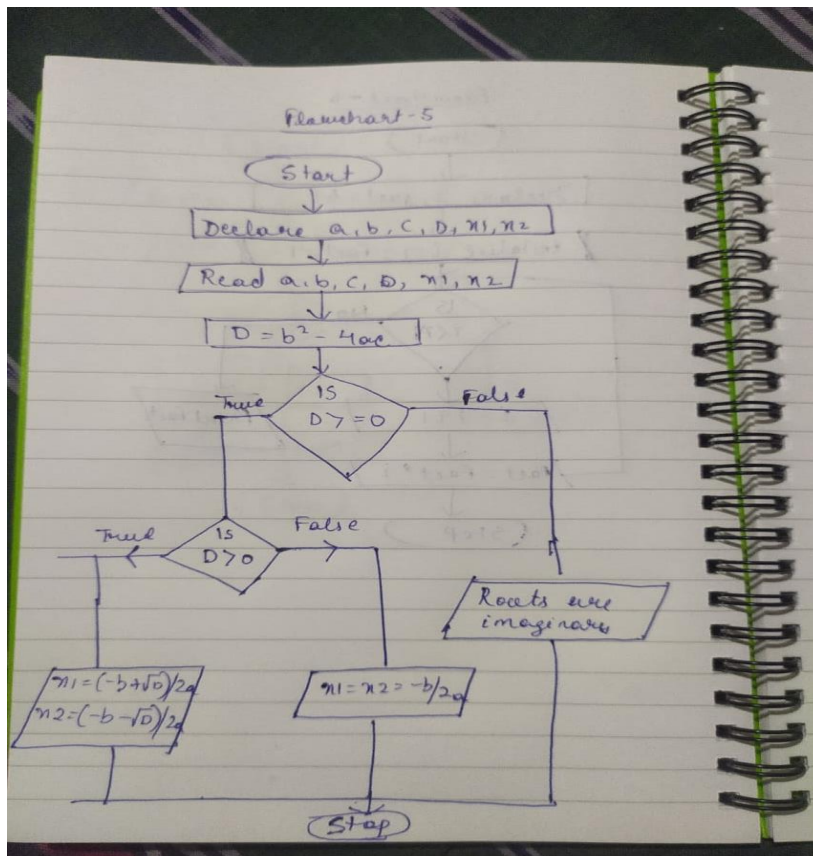 Flowchart-5
Start
Declare a, b, C, D, x1, x2
Read a, b, C, D, x1, x2
D = b² - 4ac
True
IS
D >= 0
False
True
IS
D>0
False
Roots are
imaginary
x1 = (-b+√D)/2a
x2 = (-b-√D)/2a
x1 = x2 = -b/2a
Stop